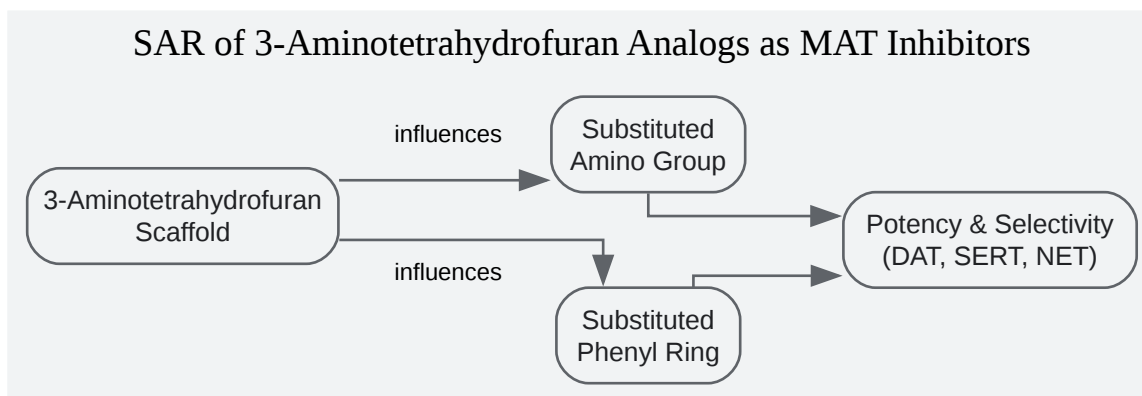 SAR of 3-Aminotetrahydrofuran Analogs as MAT Inhibitors
influences
Substituted
Amino Group
3-Aminotetrahydrofuran
Scaffold
Potency & Selectivity
(DAT, SERT, NET)
influences
Substituted
Phenyl Ring